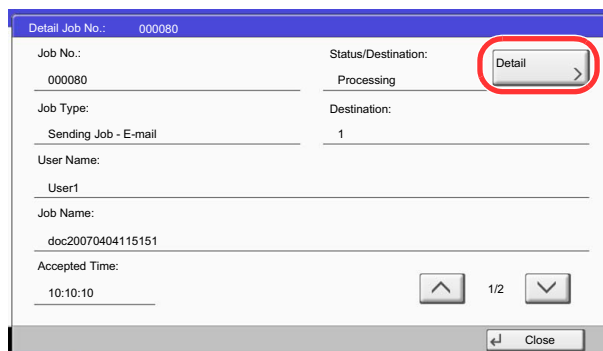 Detail Job No.: 000080
Job No.:
000080
Status/Destination:
Processing
Detail
Job Type:
Sending Job - E-mail
Destination:
1
User Name:
User1
Job Name:
doc20070404115151
Accepted Time:
10:10:10
1/2
Close